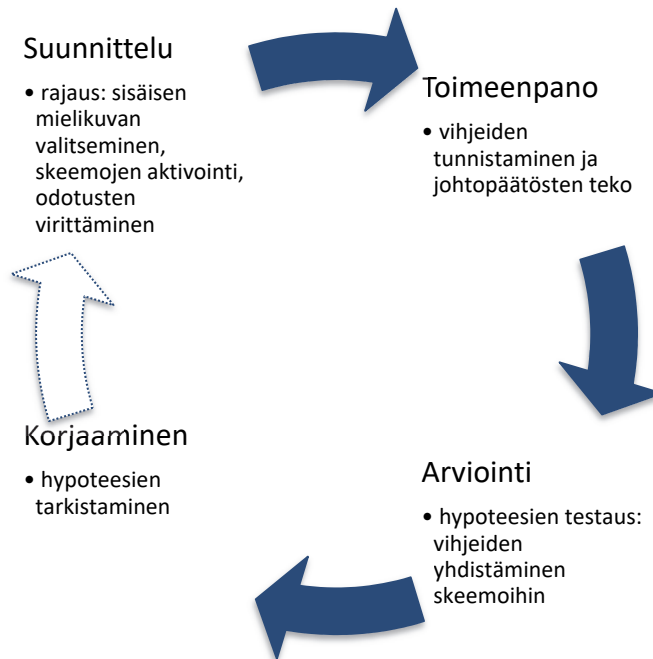 Suunnittelu
• rajaus: sisäisen
mielikuvan
valitseminen,
skeemojen aktivointi,
odotusten
virittäminen
Toimeenpano
• vihjeiden
tunnistaminen ja
johtopäätösten teko
Arviointi
• hypoteesien testaus:
vihjeiden
yhdistäminen
skeemoihin
Korjaaminen
• hypoteesien
tarkistaminen